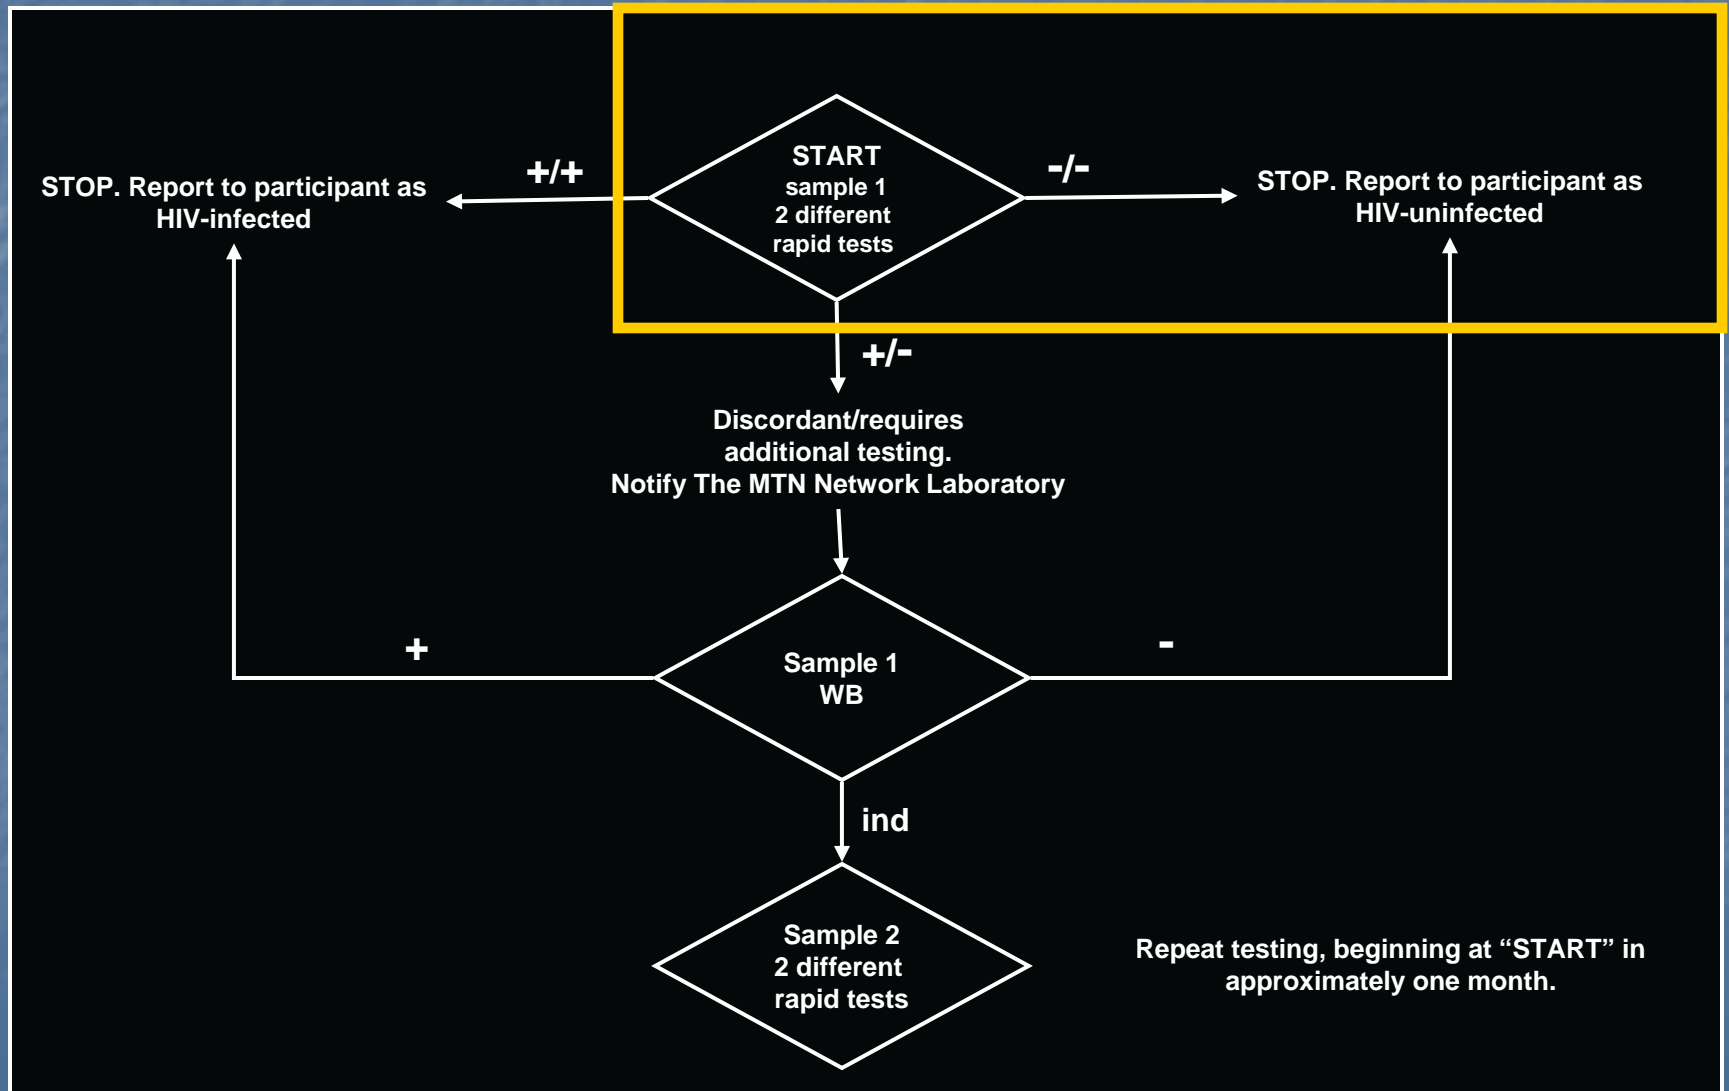 START
sample 1
2 different
rapid tests
+/+
-/-
STOP. Report to participant as
HIV-infected
STOP. Report to participant as
HIV-uninfected
+/-
Discordant/requires
additional testing.
Notify The MTN Network Laboratory
+
-
Sample 1
WB
ind
Sample 2
2 different
rapid tests
Repeat testing, beginning at “START” in
approximately one month.